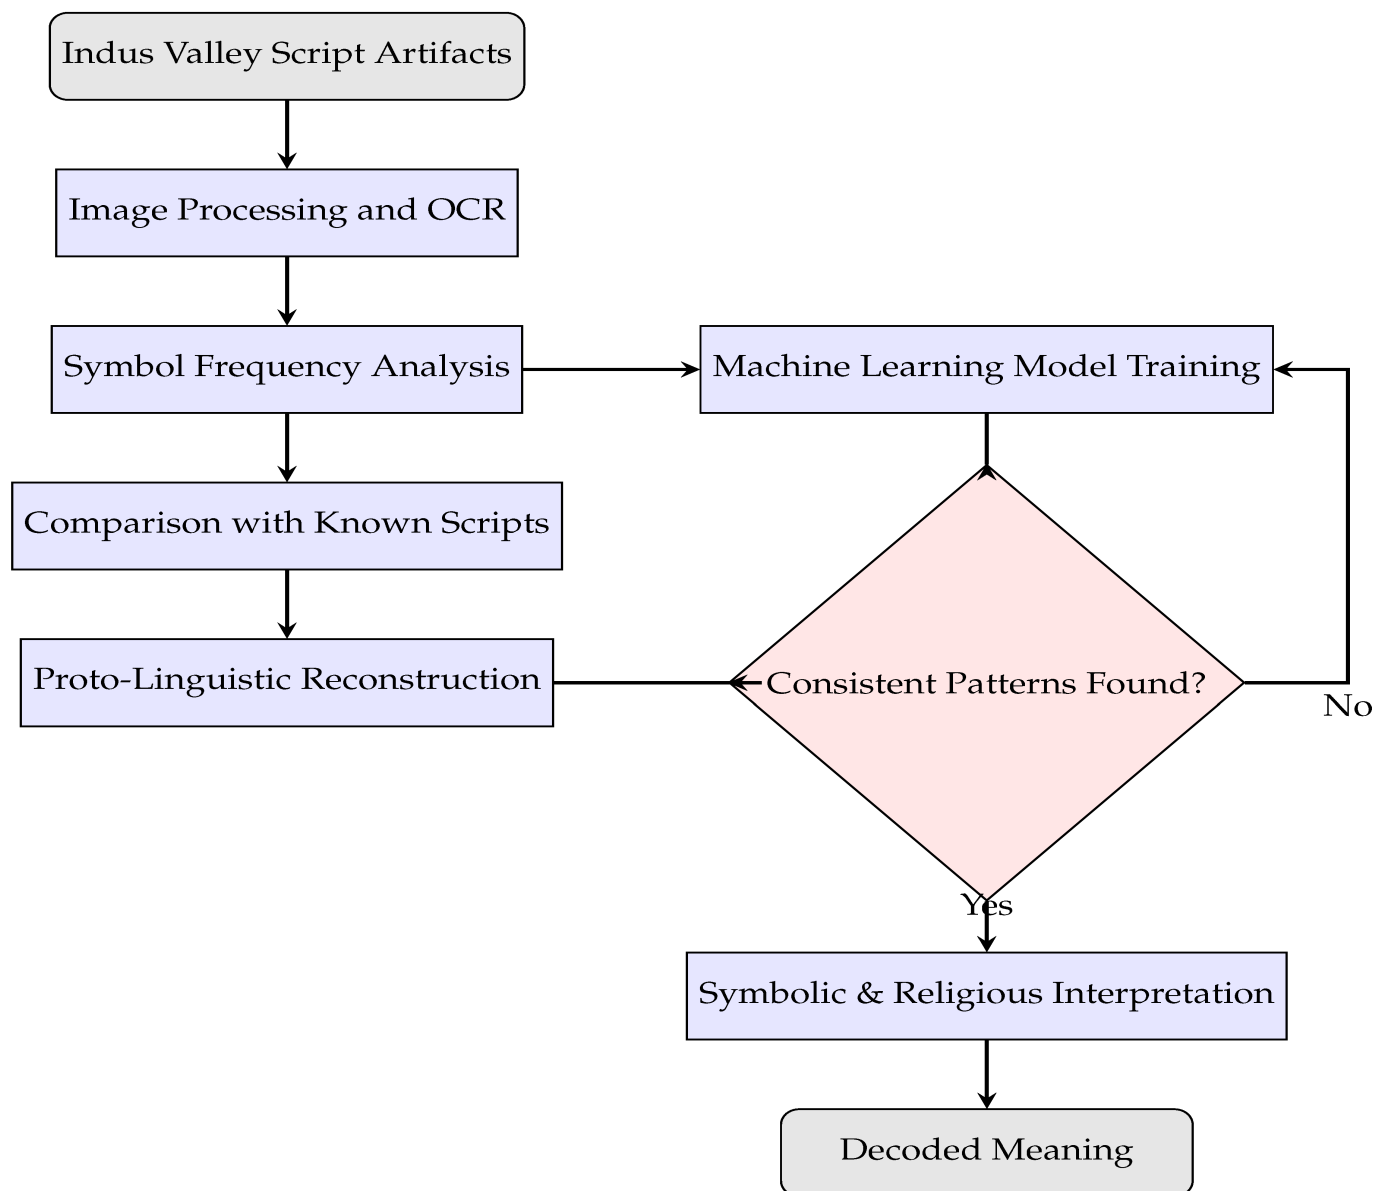 Indus Valley Script Artifacts
Image Processing and OCR
Symbol Frequency Analysis
Machine Learning Model Training
Comparison with Known Scripts
Proto-Linguistic Reconstruction
Consistent Patterns Found?
No
Yes
Symbolic & Religious Interpretation
Decoded Meaning